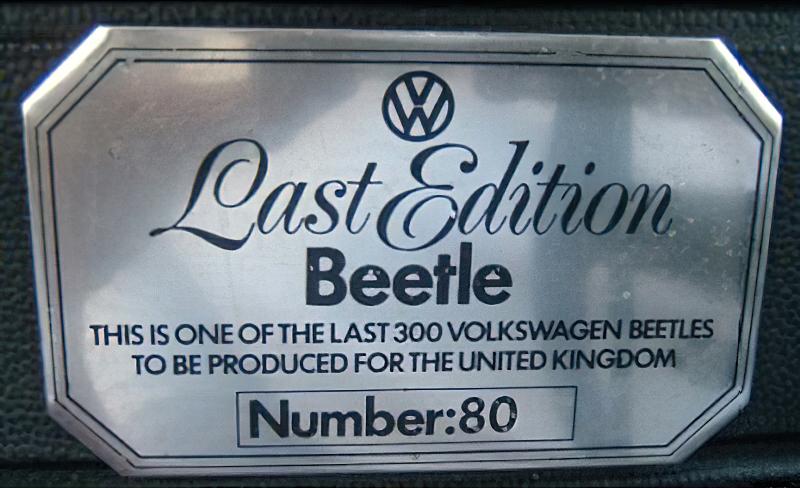 Last Edition
Beetle
THIS IS ONE OF THE LAST 300 VOLKSWAGEN BEETLES
TO BE PRODUCED FOR THE UNITED KINGDOM
Number:80